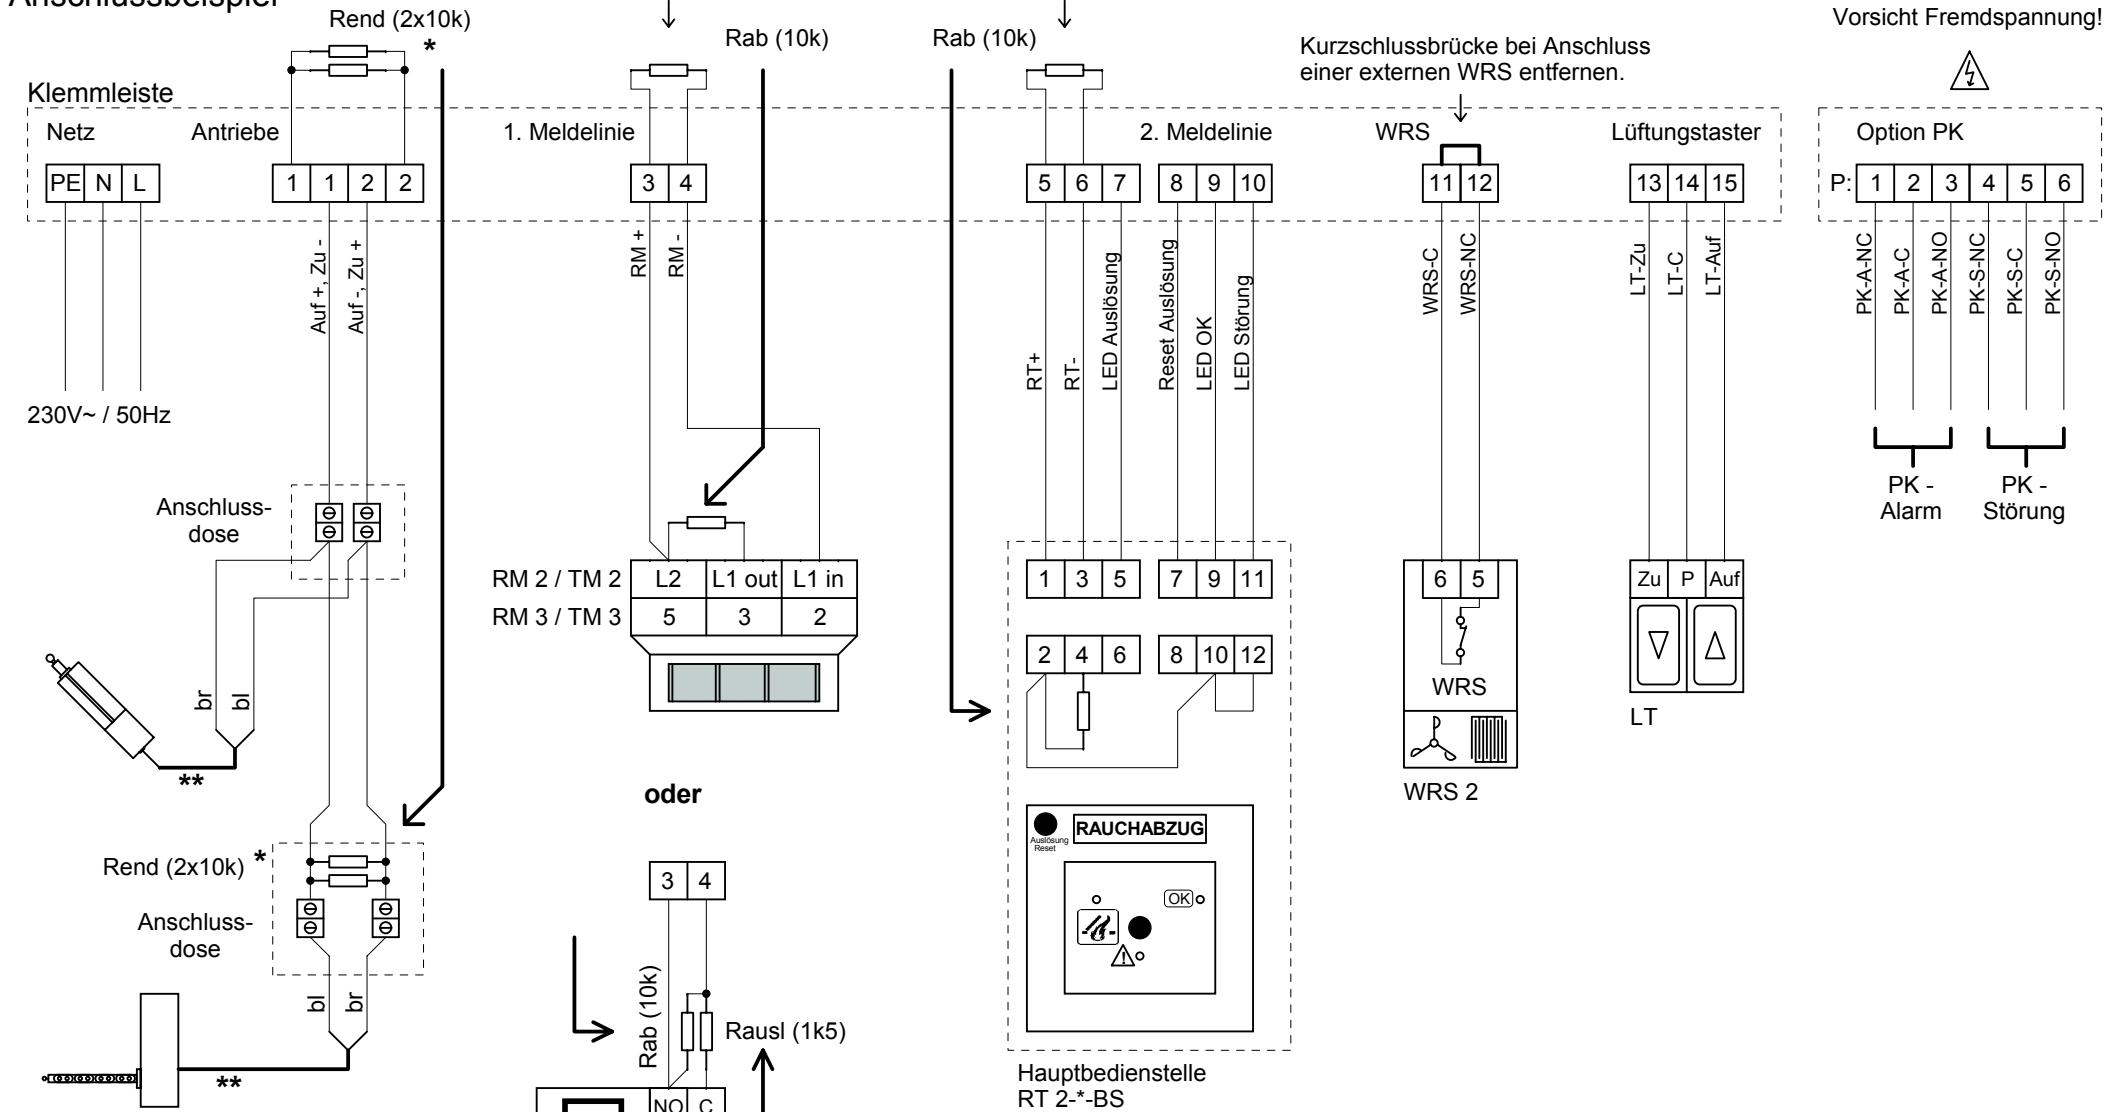 Anschlussbeispiel
Rend (2x10k)
*
Rab (10k)
Rab (10k)
Kurzschlussbrücke bei Anschluss
einer externen WRS entfernen.
Vorsicht Fremdspannung!
Klemmleiste
Netz
Antriebe
1. Meldelinie
2. Meldelinie
WRS
Lüftungstaster
Option PK
PE N L
1 1 2 2
3 4
5 6 7
8 9 10
11 12
13 14 15
P: 1 2 3 4 5 6
Auf +, Zu -
Auf -, Zu +
RM +
RM -
RT+
RT-
LED Auslösung
Reset Auslösung
LED OK
LED Störung
WRS-C
WRS-NC
LT-Zu
LT-C
LT-Auf
PK-A-NC
PK-A-C
PK-A-NO
PK-S-NC
PK-S-C
PK-S-NO
230V~ / 50Hz
PK -
Alarm
PK -
Störung
Anschluss-
dose
RM 2 / TM 2
L2 L1 out L1 in
RM 3 / TM 3
5 3 2
1 3 5
7 9 11
2 4 6
8 10 12
6 5
WRS
WRS 2
Zu P Auf
LT
br
bl
**
oder
Rend (2x10k) *
Anschluss-
dose
bl
br
**
3 4
Rab (10k)
Rausl (1k5)
NO C
Auslösung
Reset
RAUCHABZUG
OK
Hauptbedienstelle
RT 2-*-BS